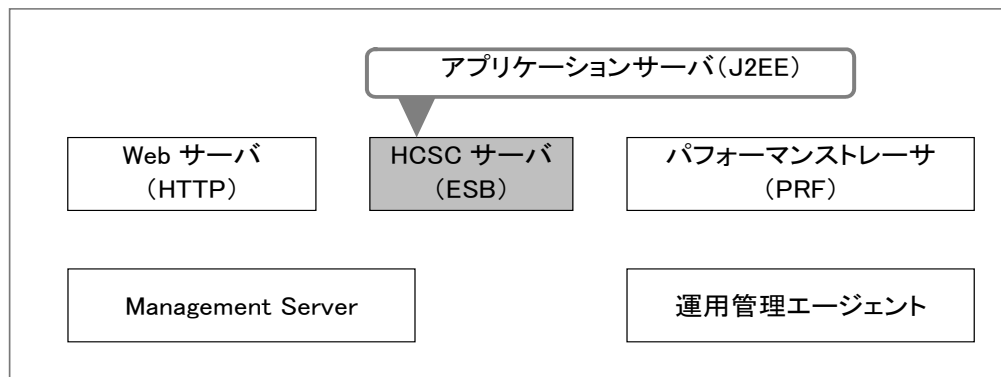 アプリケーションサーバ(J2EE)
Web サーバ
(HTTP)
HCSC サーバ
(ESB)
パフォーマンストレーサ
(PRF)
Management Server
運用管理エージェント